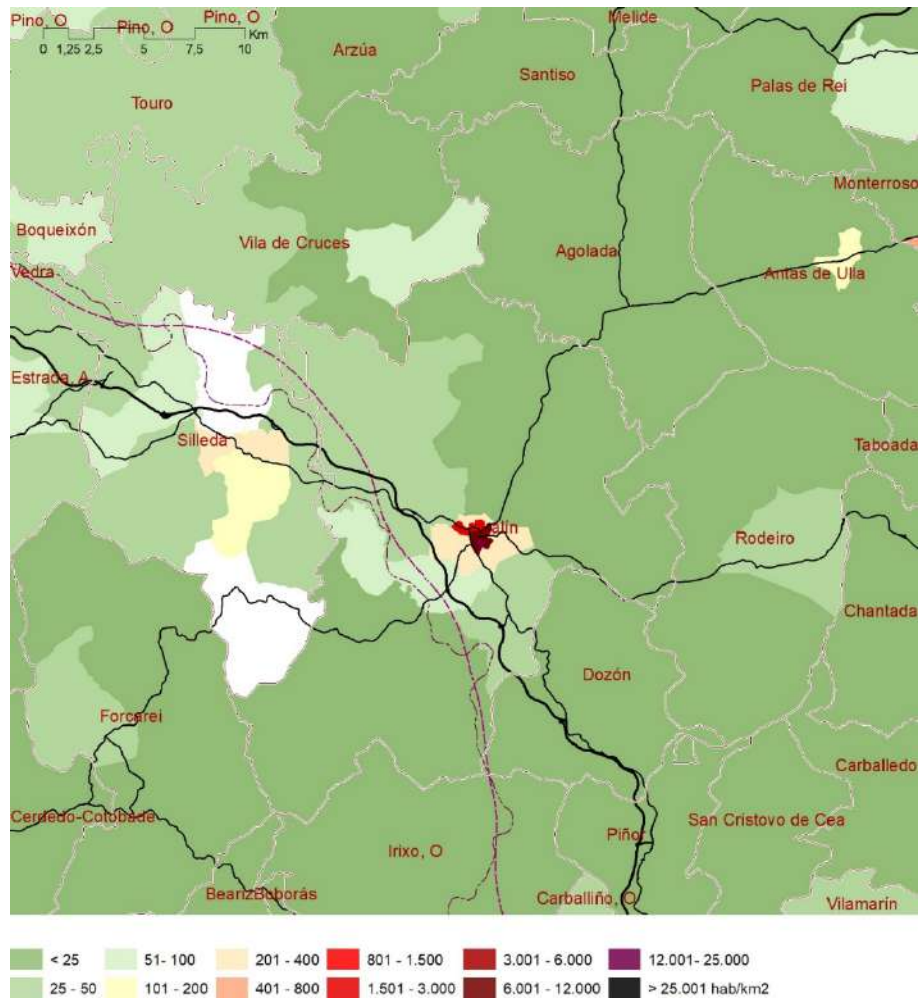 Pino, O
Pino, O
Pino, O
Melide
0 1,25 2,5 5 7,5 10 Km
Arzúa
Santiso
Palas de Rei
Touro
Monterroso
Boqueixón
Vila de Cruces
Agolada
Vedra
Antas de Ulla
Estrada, A
Silleda
Taboada
Rodeiro
Chantada
Dozón
Forcarei
Carballedo
Cerdedo-Cotobade
Piñor
San Cristovo de Cea
Irixo, O
Beariz Boborás
Carballiño, O
Vilamarín
< 25 51- 100 201 - 400 801 - 1.500 3.001 - 6.000 12.001- 25.000
25 - 50 101 - 200 401 - 800 1.501 - 3.000 6.001 - 12.000 > 25.001 hab/km2